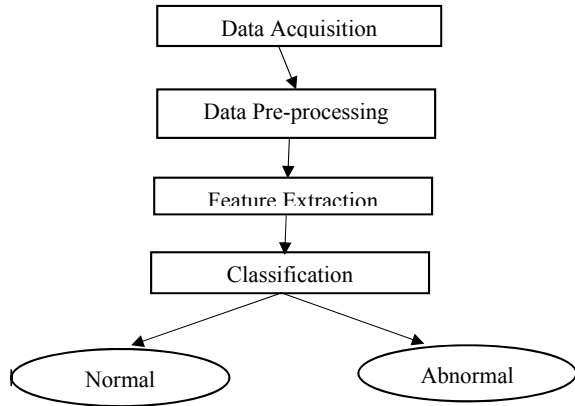 Data Acquisition
Data Pre-processing
Feature Extraction
Classification
Normal
Abnormal